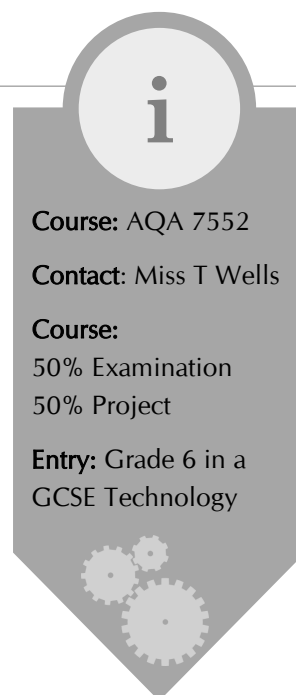 i
Course: AQA 7552
Contact: Miss T Wells
Course:
50% Examination
50% Project
Entry: Grade 6 in a
GCSE Technology